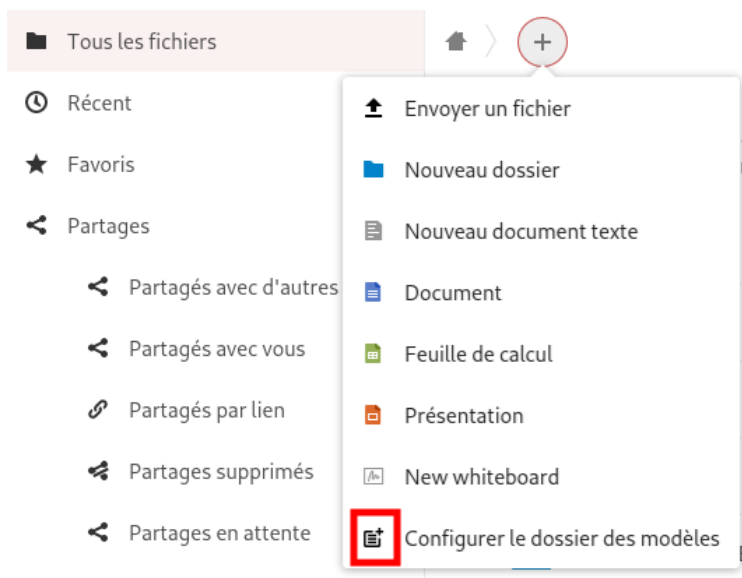 Tous les fichiers
Récent
Favoris
Partages
Partagés avec d'autres
Partagés avec vous
Partagés par lien
Partages supprimés
Partages en attente
Envoyer un fichier
Nouveau dossier
Nouveau document texte
Document
Feuille de calcul
Présentation
New whiteboard
Configurer le dossier des modèles